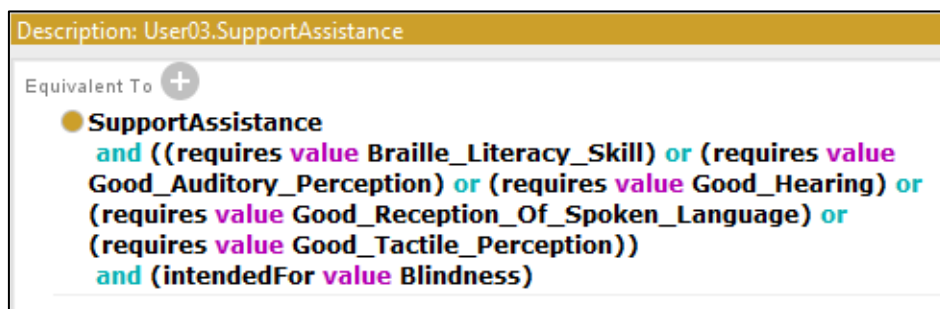 Description: User03.SupportAssistance
Equivalent To +
SupportAssistance
and ((requires value Braille_Literacy_Skill) or (requires value
Good_Auditory_Perception) or (requires value Good_Hearing) or
(requires value Good_Reception_Of_Spoken_Language) or
(requires value Good_Tactile_Perception))
and (intendedFor value Blindness)